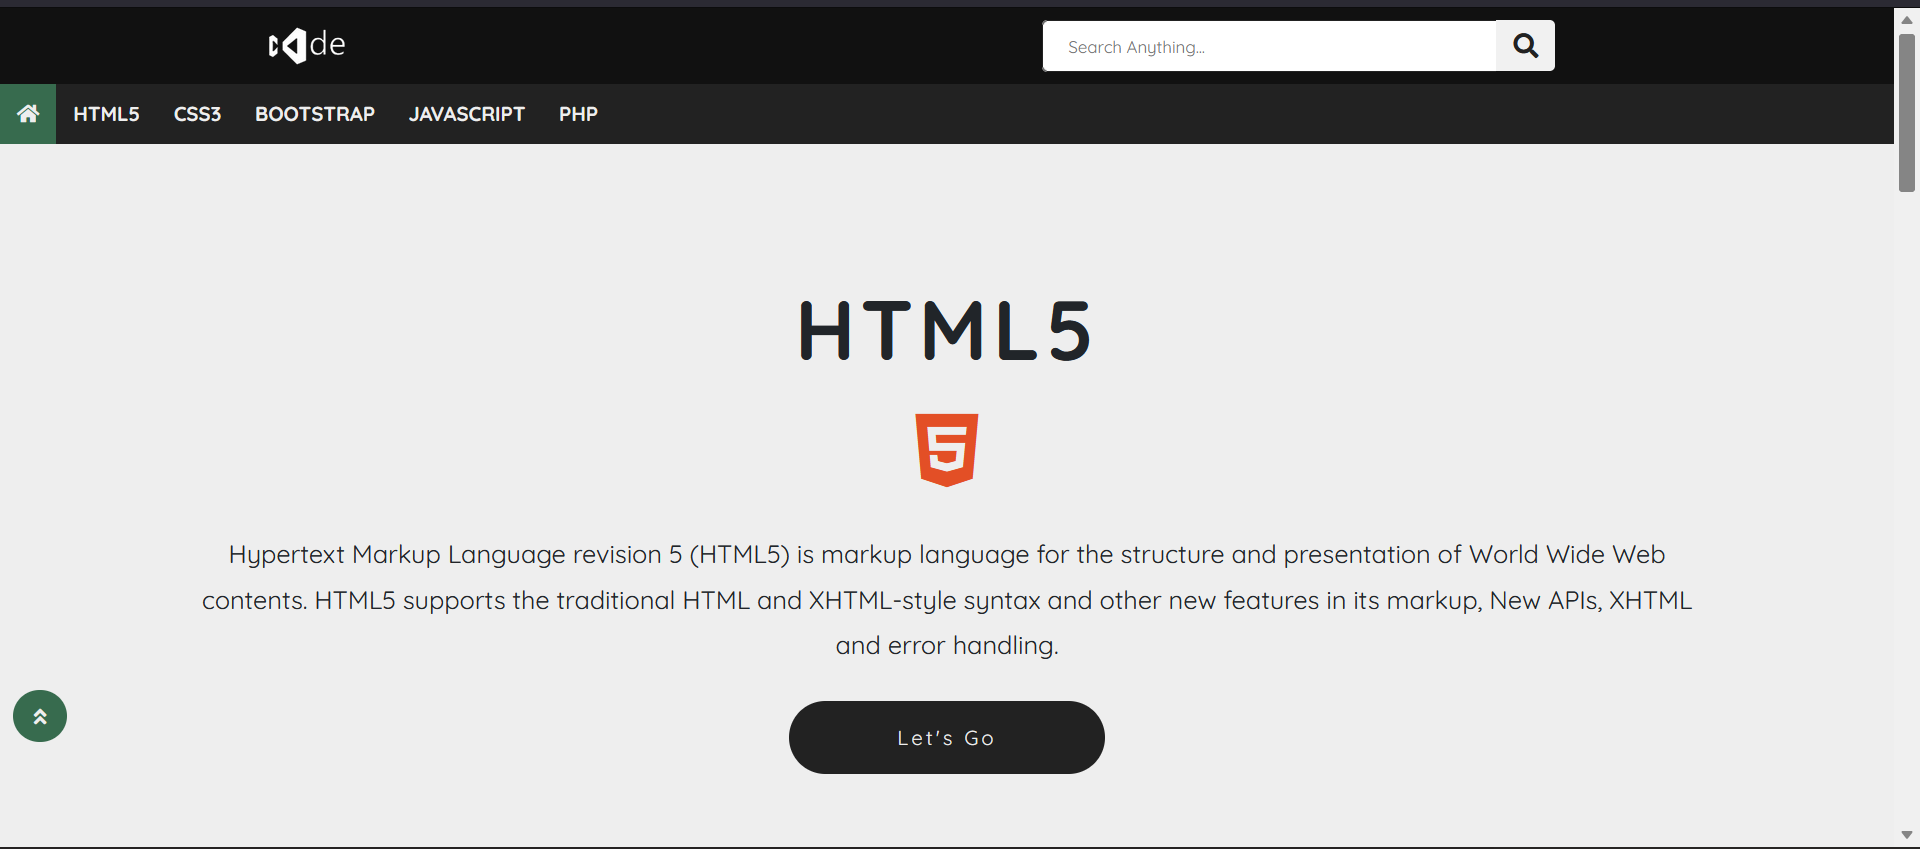 de
Search Anything...
HTML5 CSS3 BOOTSTRAP JAVASCRIPT PHP
HTML5
5
Hypertext Markup Language revision 5 (HTML5) is markup language for the structure and presentation of World Wide Web
contents. HTML5 supports the traditional HTML and XHTML-style syntax and other new features in its markup, New APIs, XHTML
and error handling.
Let's Go